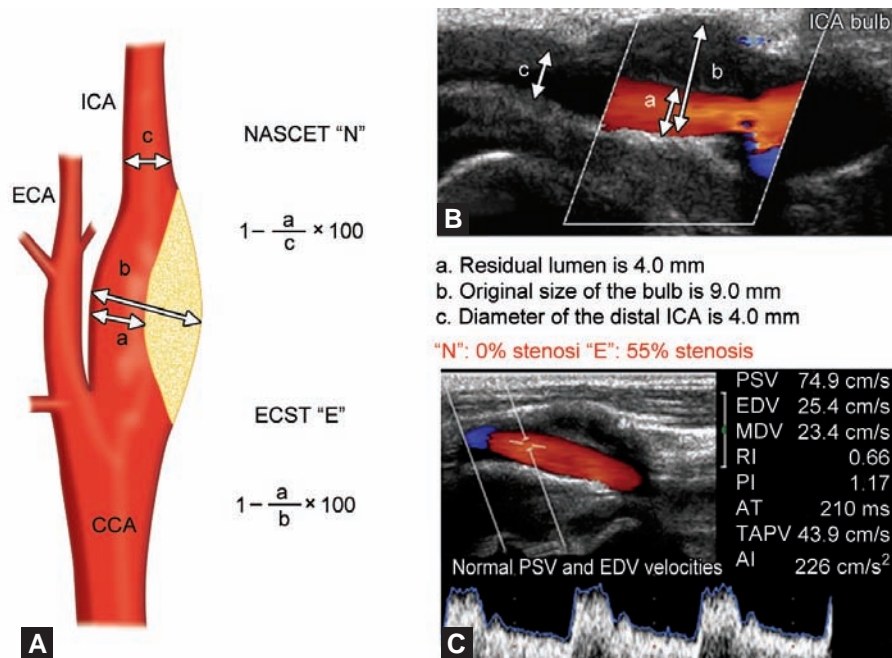 ICA
c
NASCET "N"
ECA
1 – a/c × 100
b
a
ECST "E"
1 – a/b × 100
CCA
A
ICA bulb
c
b
a
B
a. Residual lumen is 4.0 mm
b. Original size of the bulb is 9.0 mm
c. Diameter of the distal ICA is 4.0 mm
"N": 0% stenosi "E": 55% stenosis
PSV 74.9 cm/s
EDV 25.4 cm/s
MDV 23.4 cm/s
RI 0.66
PI 1.17
AT 210 ms
TAPV 43.9 cm/s
AI 226 cm/s²
Normal PSV and EDV velocities
C